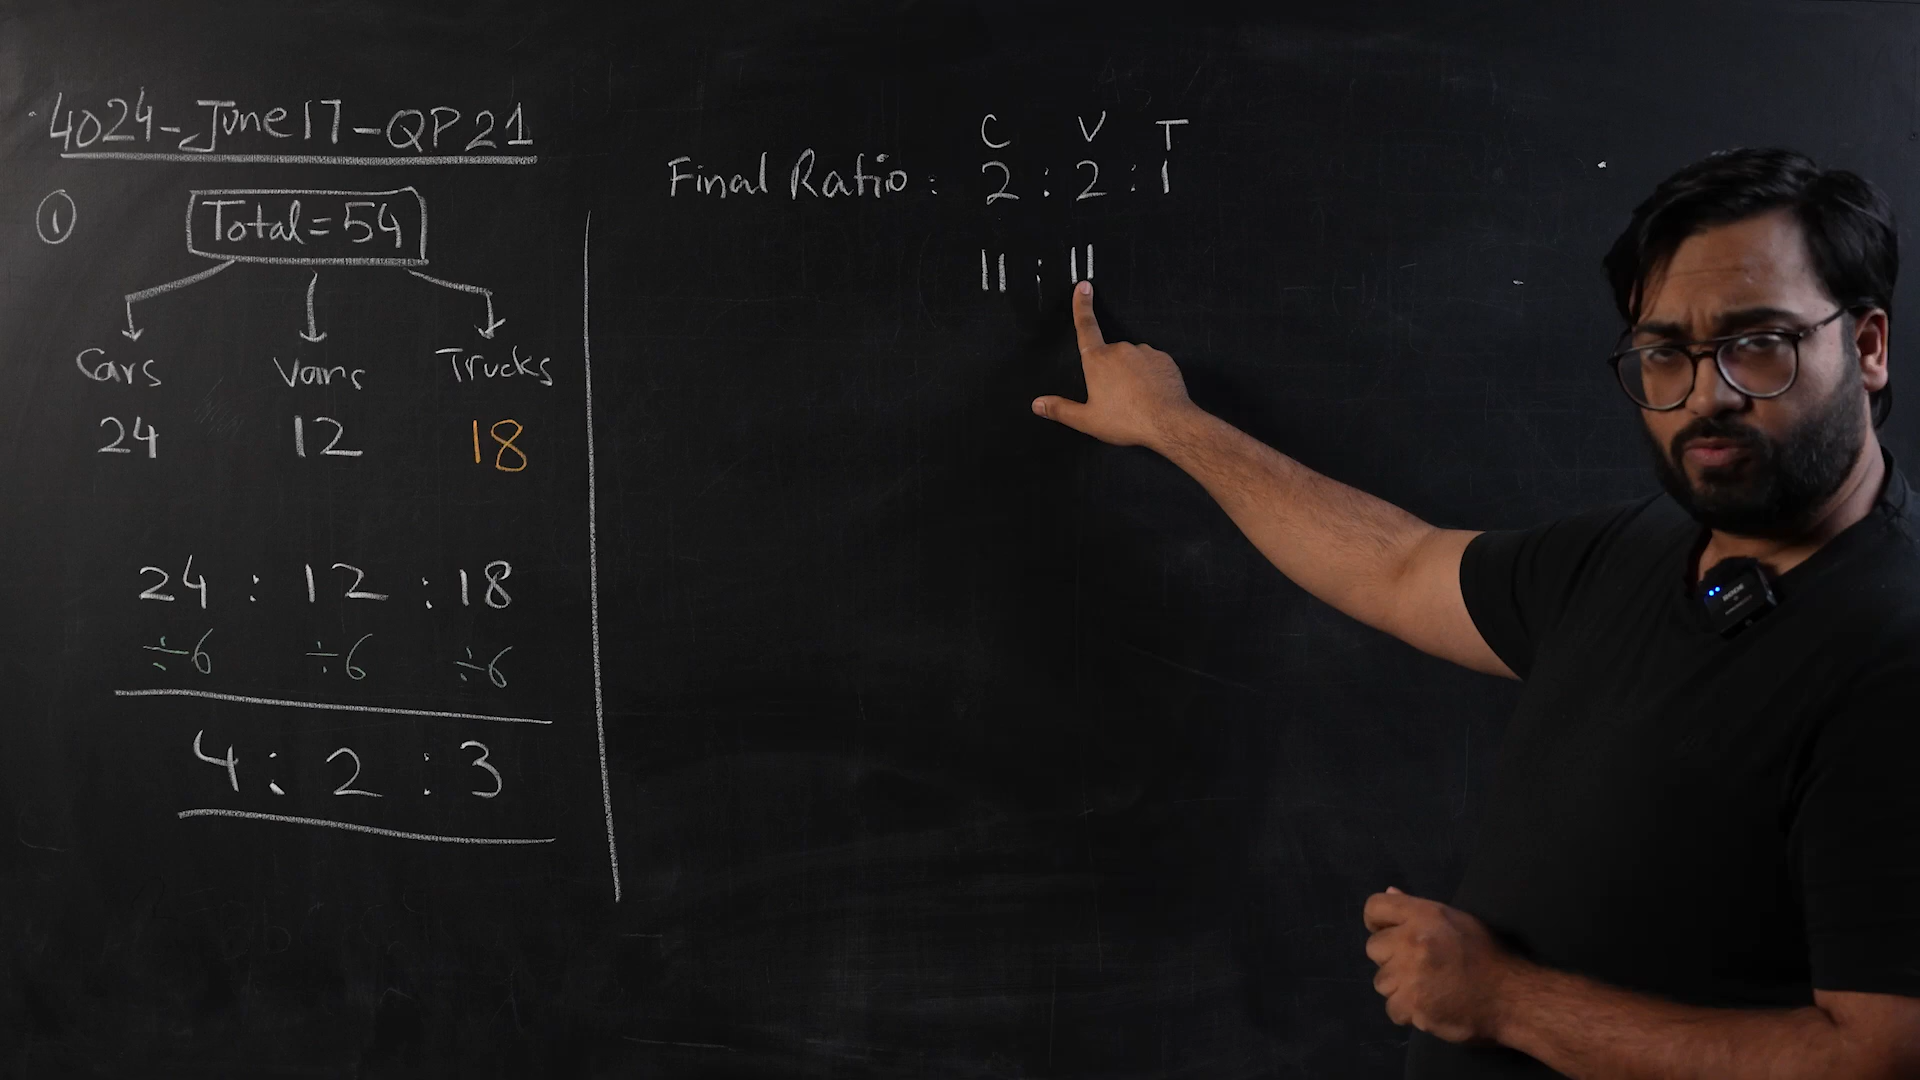 4024-June17-QP21
① Total=54
Cars Vans Trucks
24 12 18
24 : 12 : 18
÷6 ÷6 ÷6
4 : 2 : 3
C V T
Final Ratio : 2 : 2 : 1
11 : 11